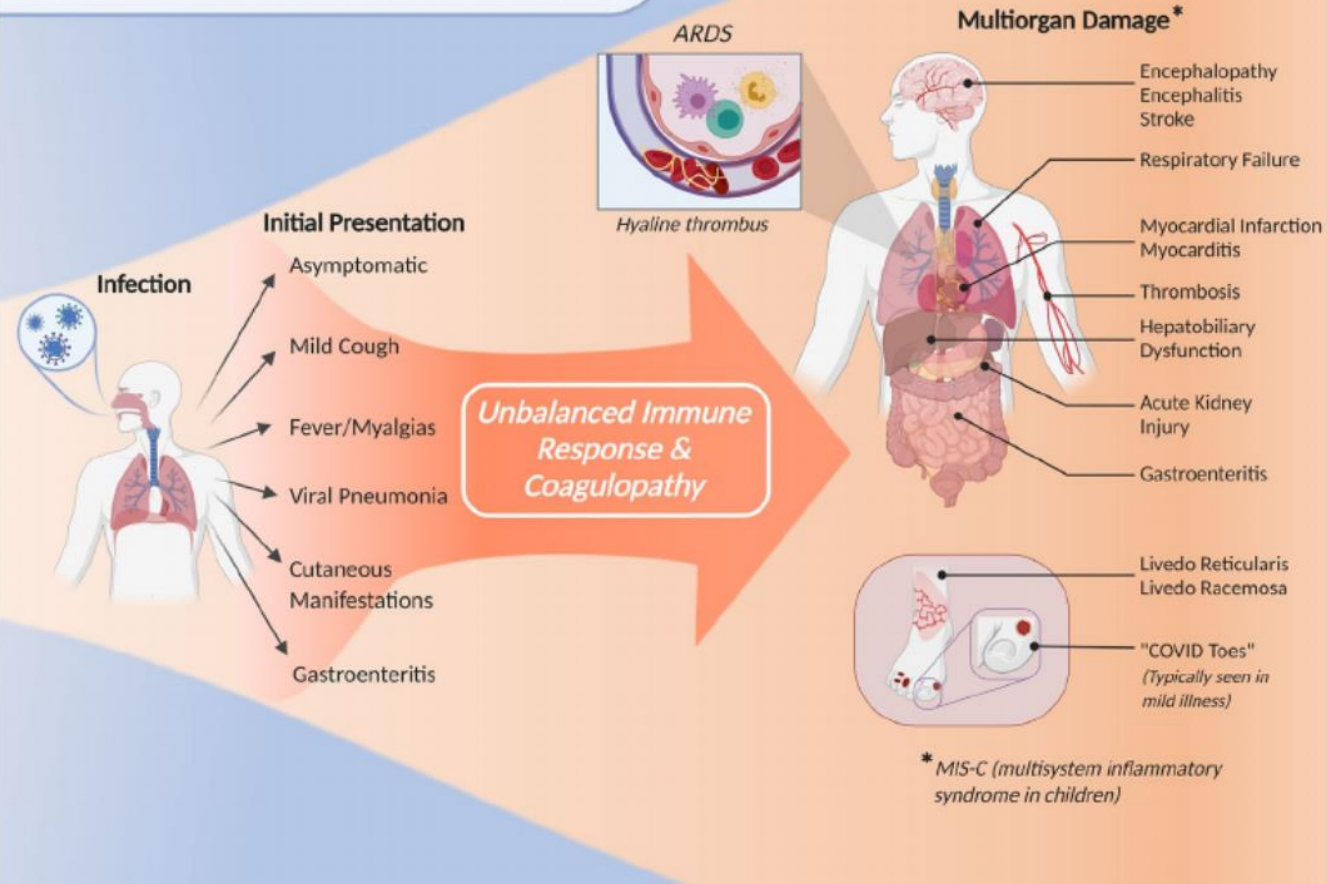 Infection
Initial Presentation
Asymptomatic
Mild Cough
Fever/Myalgias
Viral Pneumonia
Cutaneous
Manifestations
Gastroenteritis
Unbalanced Immune
Response &
Coagulopathy
ARDS
Hyaline thrombus
Multiorgan Damage*
Encephalopathy
Encephalitis
Stroke
Respiratory Failure
Myocardial Infarction
Myocarditis
Thrombosis
Hepatobiliary
Dysfunction
Acute Kidney
Injury
Gastroenteritis
Livedo Reticularis
Livedo Racemosa
"COVID Toes"
(Typically seen in
mild illness)
* MIS-C (multisystem inflammatory
syndrome in children)